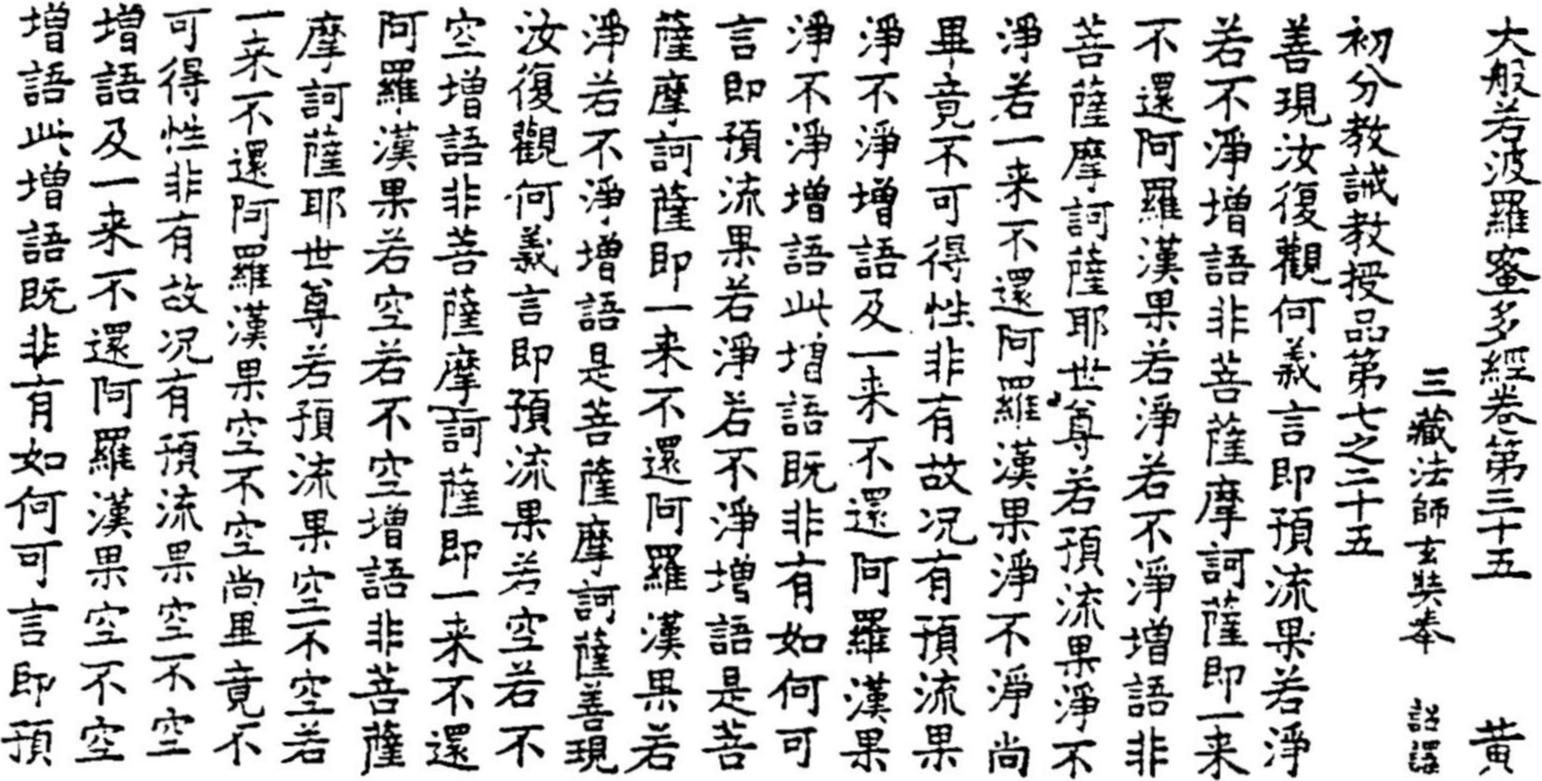 大般若波羅蜜多經卷第三十五 黃
三藏法師玄奘奉 詔譯
初分教誡教授品第七之二十五
善現汝復觀何義言即預流果若淨
若不淨增語非菩薩摩訶薩即一来
不還阿羅漢果若淨若不淨增語非
菩薩摩訶薩耶世尊若預流果淨不
淨若一来不還阿羅漢果淨不淨尚
畢竟不可得性非有故况有預流果
淨不淨增語及一来不還阿羅漢果
淨不淨增語此增語既非有如何可
言即預流果若淨若不淨增語是菩
薩摩訶薩即一来不還阿羅漢果若
淨若不淨增語是菩薩摩訶薩善現
汝復觀何義言即預流果若空若不
空增語非菩薩摩訶薩即一来不還
阿羅漢果若空若不空增語非菩薩
摩訶薩耶世尊若預流果空不空若
一来不還阿羅漢果空不空尚畢竟不
可得性非有故况有預流果空不空
增語及一来不還阿羅漢果空不空
增語此增語既非有如何可言即預